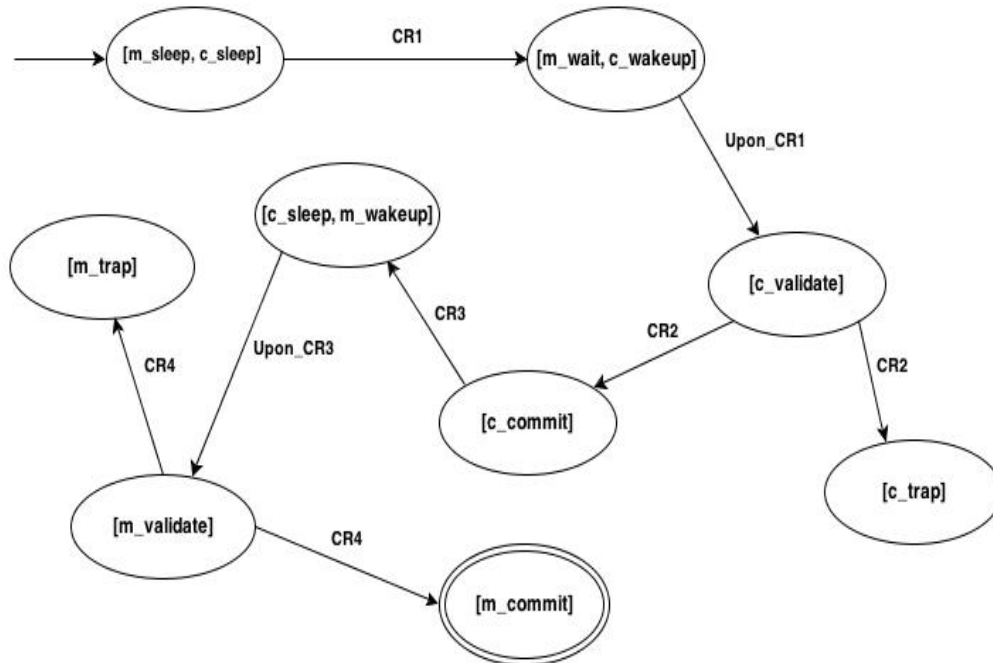 [m_sleep, c_sleep]
CR1
[m_wait, c_wakeup]
Upon_CR1
[c_sleep, m_wakeup]
[m_trap]
[c_validate]
CR3
CR2
Upon_CR3
CR4
CR2
[c_commit]
[c_trap]
[m_validate]
CR4
[m_commit]